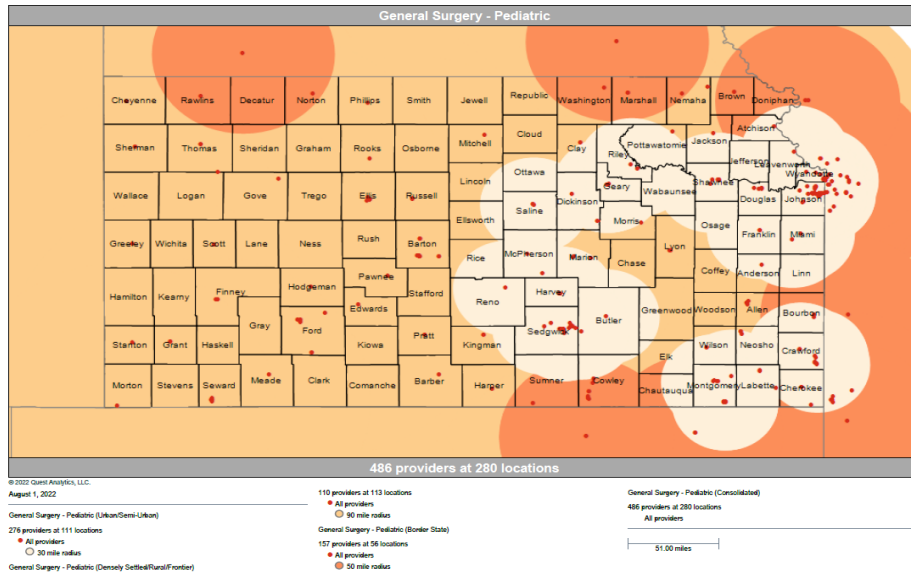 General Surgery - Pediatric
Cheyenne Rawlins Decatur Norton Phillips Smith Jewell Republic Washington Marshall Nemaha Brown Doniphan
Atchison
Sherman Thomas Sheridan Graham Rooks Osborne Mitchell Cloud Clay Riley Pottawatomie Jackson Jefferson Leavenworth
Wyandotte
Wallace Logan Gove Trego Ellis Russell Lincoln Ottawa Dickinson Geary Wabaunsee Shawnee Douglas Johnson
Saline Morris Osage Franklin Miami
Greeley Wichita Scott Lane Ness Rush Barton Ellsworth Rice McPherson Marion Chase Lyon Coffey Anderson Linn
Hamilton Kearny Finney Hodgeman Pawnee Edwards Stafford Reno Harvey Butler Greenwood Woodson Allen Bourbon
Gray Ford Sedgwick
Stanton Grant Haskell Kiowa Pratt Kingman Elk Wilson Neosho Crawford
Morton Stevens Seward Meade Clark Comanche Barber Harper Sumner Cowley Chautauqua Montgomery Labette Cherokee
486 providers at 280 locations
© 2022 Quest Analytics, LLC.
August 1, 2022
General Surgery - Pediatric (Urban/Semi-Urban)
276 providers at 111 locations
All providers
30 mile radius
General Surgery - Pediatric (Densely Settled/Rural/Frontier)
110 providers at 113 locations
All providers
90 mile radius
General Surgery - Pediatric (Border State)
157 providers at 56 locations
All providers
50 mile radius
General Surgery - Pediatric (Consolidated)
486 providers at 280 locations
All providers
51.00 miles